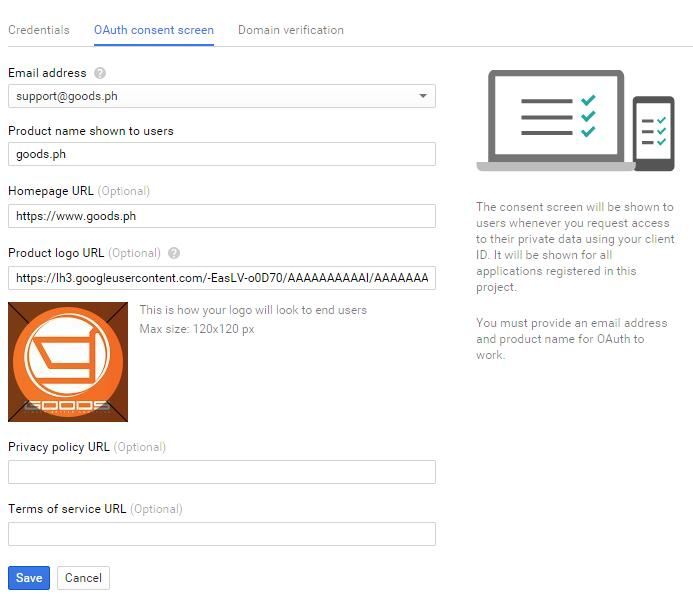 Credentials
OAuth consent screen
Domain verification
Email address
support@goods.ph
Product name shown to users
goods.ph
Homepage URL (Optional)
https://www.goods.ph
Product logo URL (Optional)
https://lh3.googleusercontent.com/-EasLV-o0D70/AAAAAAAAAAI/AAAAAAA
This is how your logo will look to end users
Max size: 120x120 px
GOODS
Privacy policy URL (Optional)
Terms of service URL (Optional)
Save
Cancel
The consent screen will be shown to
users whenever you request access
to their private data using your client
ID. It will be shown for all
applications registered in this
project.
You must provide an email address
and product name for OAuth to
work.